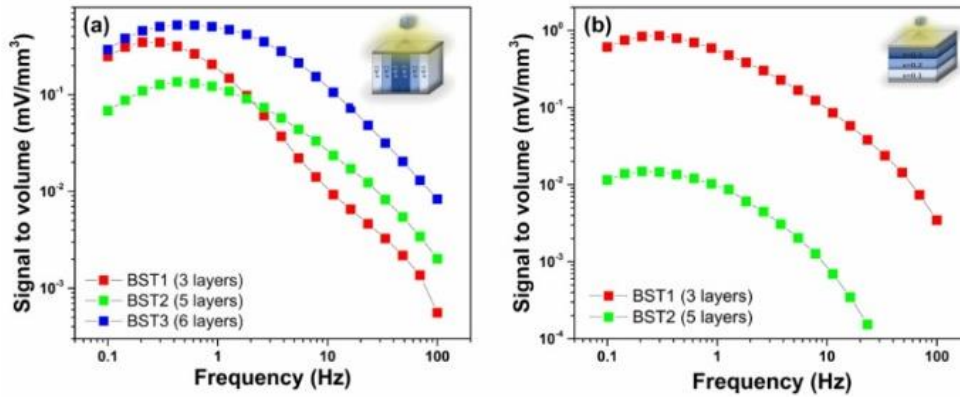 (a)
Signal to volume (mV/mm³)
10⁻¹
10⁻²
10⁻³
BST1 (3 layers)
BST2 (5 layers)
BST3 (6 layers)
0.1 1 10 100
Frequency (Hz)
(b)
Signal to volume (mV/mm³)
10⁰
10⁻¹
10⁻²
10⁻³
10⁻⁴
BST1 (3 layers)
BST2 (5 layers)
0.1 1 10 100
Frequency (Hz)